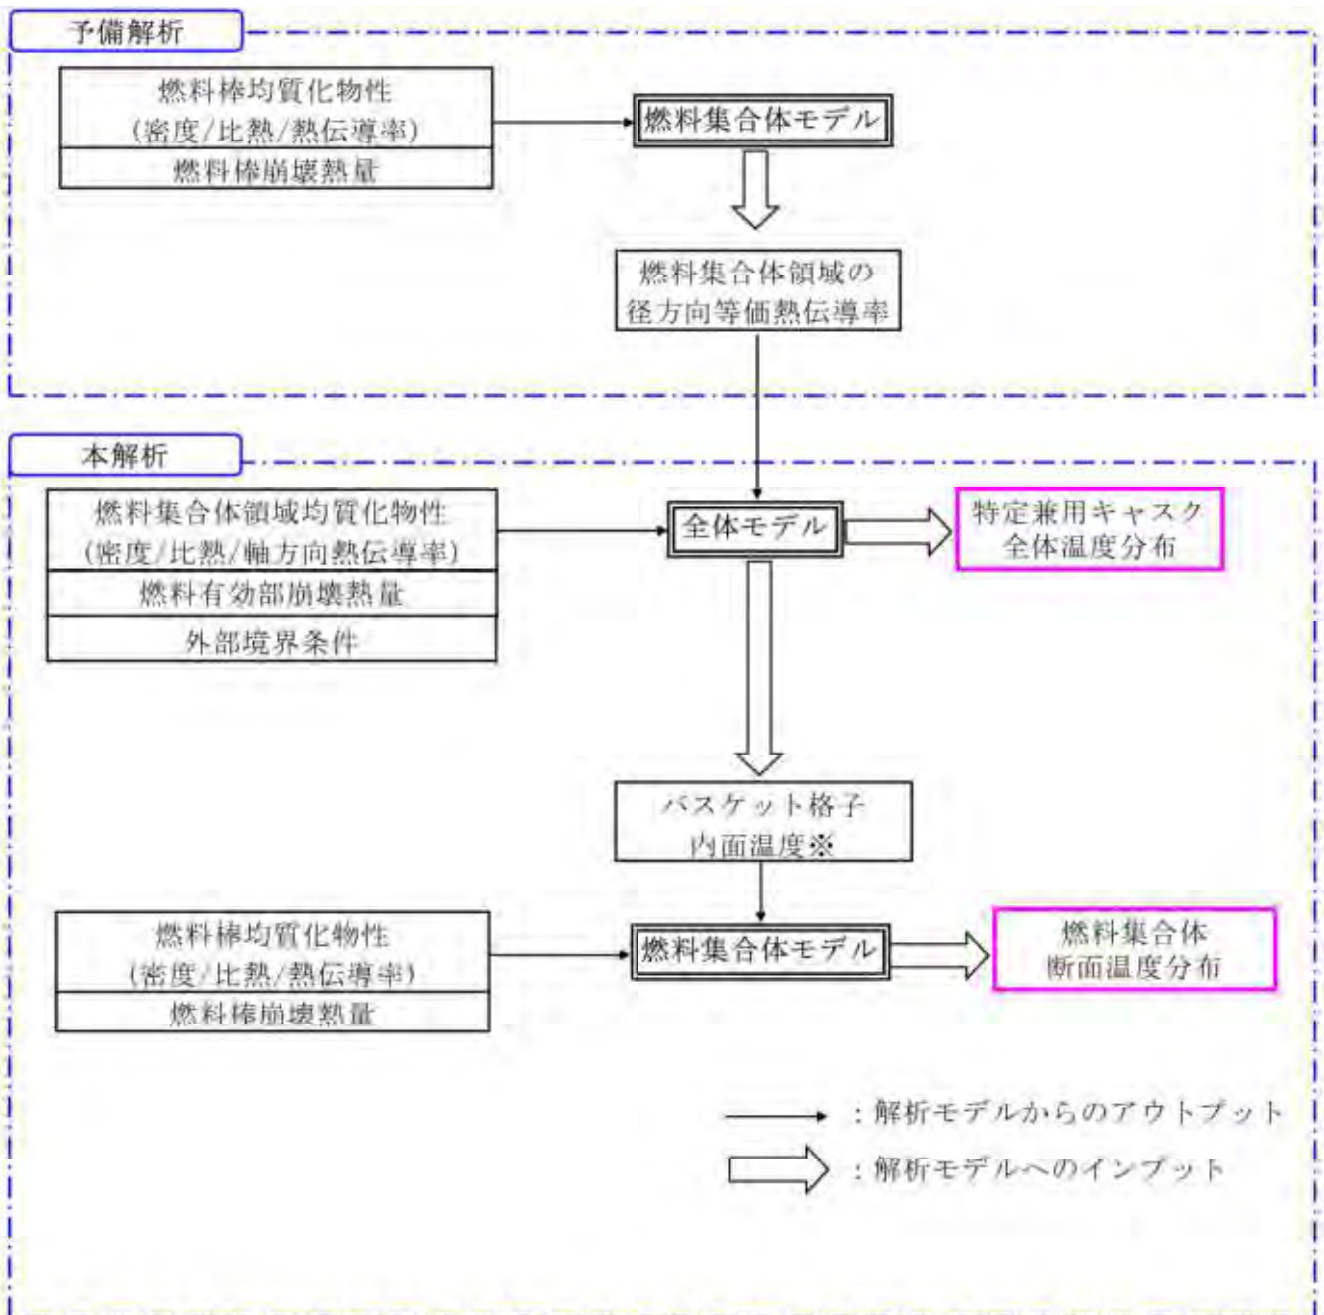 予備解析
燃料棒均質化物性
(密度/比熱/熱伝導率)
燃料棒崩壊熱量
燃料集合体モデル
燃料集合体領域の
径方向等価熱伝導率
本解析
燃料集合体領域均質化物性
(密度/比熱/軸方向熱伝導率)
燃料有効部崩壊熱量
外部境界条件
全体モデル
特定兼用キャスク
全体温度分布
バスケット格子
内面温度※
燃料棒均質化物性
(密度/比熱/熱伝導率)
燃料棒崩壊熱量
燃料集合体モデル
燃料集合体
断面温度分布
:解析モデルからのアウトプット
:解析モデルへのインプット